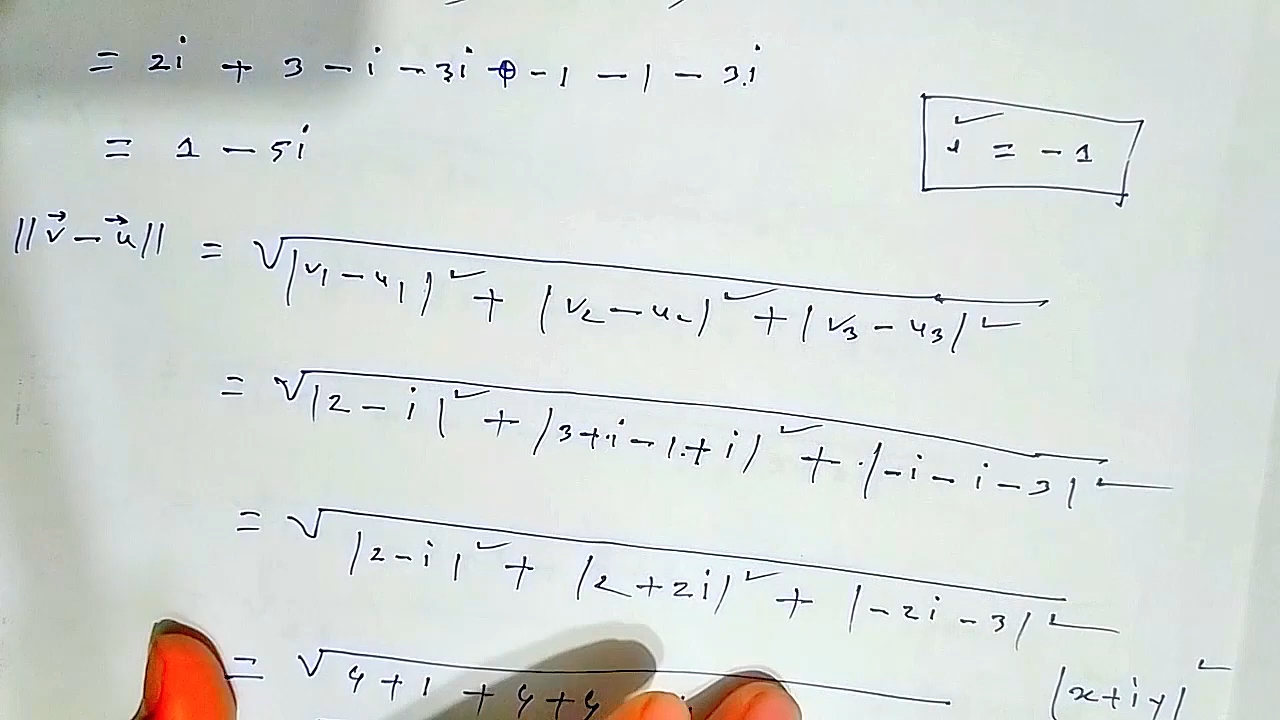 = 2i + 3 - i - 3i + - 1 - 1 - 3i
= 1 - 5i
i² = -1
||v⃗ - u⃗|| = √|v₁ - u₁|² + |v₂ - u₂|² + |v₃ - u₃|²
= √|2 - i|² + |3 + i - 1 + i|² + |-i - i - 3|²
= √|2 - i|² + |2 + 2i|² + |-2i - 3|²
= √4 + 1 + 4 + 4
|x + iy|²